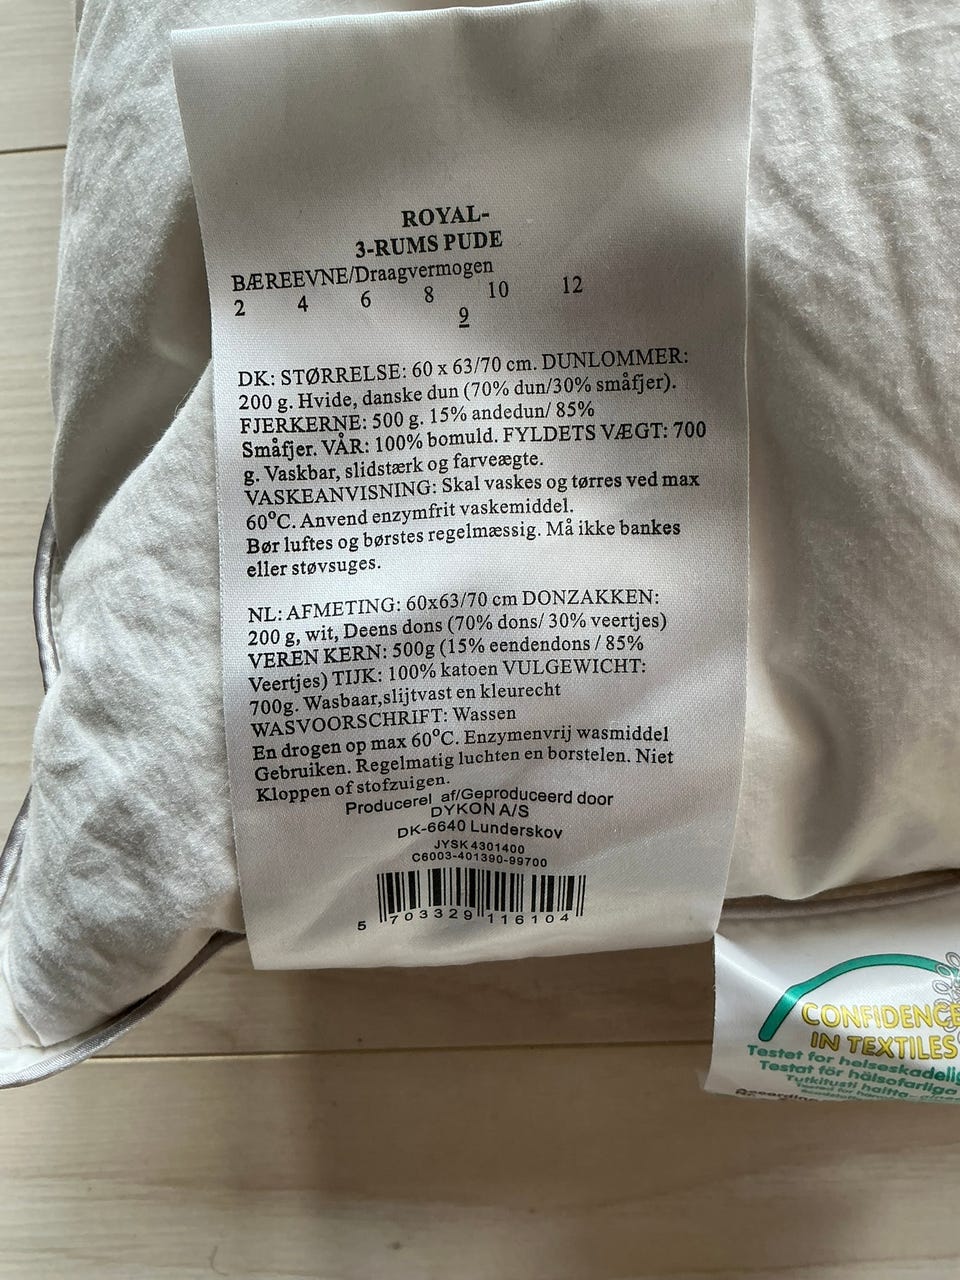 ROYAL-
3-RUMS PUDE
BÆREEVNE/Draagvermogen
2 4 6 8 10 12
9
DK: STØRRELSE: 60 x 63/70 cm. DUNLOMMER:
200 g. Hvide, danske dun (70% dun/30% småfjer).
FJERKERNE: 500 g. 15% andedun/ 85%
Småfjer. VÅR: 100% bomuld. FYLDETS VÆGT: 700
g. Vaskbar, slidstærk og farveægte.
VASKEANVISNING: Skal vaskes og tørres ved max
60°C. Anvend enzymfrit vaskemiddel.
Bør luftes og børstes regelmæssig. Må ikke bankes
eller støvsuges.
NL: AFMETING: 60x63/70 cm DONZAKKEN:
200 g, wit, Deens dons (70% dons/ 30% veertjes)
VEREN KERN: 500g (15% eendendons / 85%
Veertjes) TIJK: 100% katoen VULGEWICHT:
700g. Wasbaar,slijtvast en kleurecht
WASVOORSCHRIFT: Wassen
En drogen op max 60°C. Enzymenvrij wasmiddel
Gebruiken. Regelmatig luchten en borstelen. Niet
Kloppen of stofzuigen.
Produceret af/Geproduceerd door
DYKON A/S
DK-6640 Lunderskov
JYSK 4301400
C6003-401390-99700
5 703329 116104
CONFIDENCE
IN TEXTILES
Testet for helseskadelig
Testat för hälsofarliga
Tutkitusti haitta-